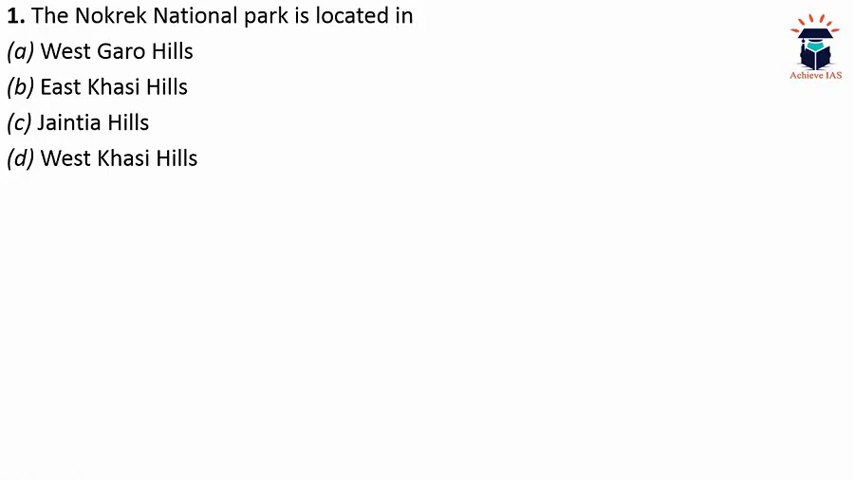 1. The Nokrek National park is located in
(a) West Garo Hills
(b) East Khasi Hills
(c) Jaintia Hills
(d) West Khasi Hills
Achieve IAS